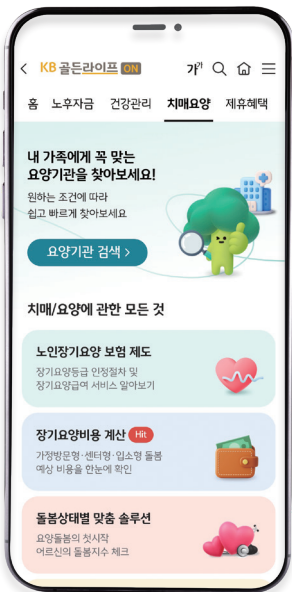 KB 골든라이프 ON
가가
홈 노후자금 건강관리 치매요양 제휴혜택
내 가족에게 꼭 맞는
요양기관을 찾아보세요!
원하는 조건에 따라
쉽고 빠르게 찾아보세요
요양기관 검색 >
치매/요양에 관한 모든 것
노인장기요양 보험 제도
장기요양등급 인정절차 및
장기요양급여 서비스 알아보기
장기요양비용 계산 Hit
가정방문형·센터형·입소형 돌봄
예상 비용을 한눈에 확인
돌봄상태별 맞춤 솔루션
요양돌봄의 첫시작
어르신의 돌봄지수 체크